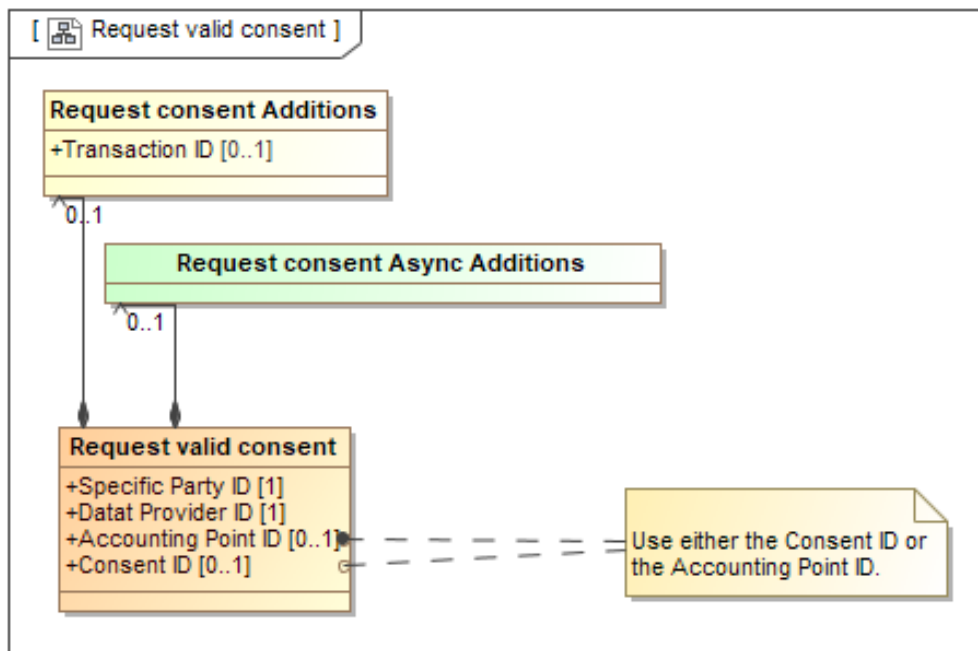 [ Request valid consent ]
Request consent Additions
+Transaction ID [0..1]
0..1
Request consent Async Additions
0..1
Request valid consent
+Specific Party ID [1]
+Datat Provider ID [1]
+Accounting Point ID [0..1]
+Consent ID [0..1]
Use either the Consent ID or
the Accounting Point ID.